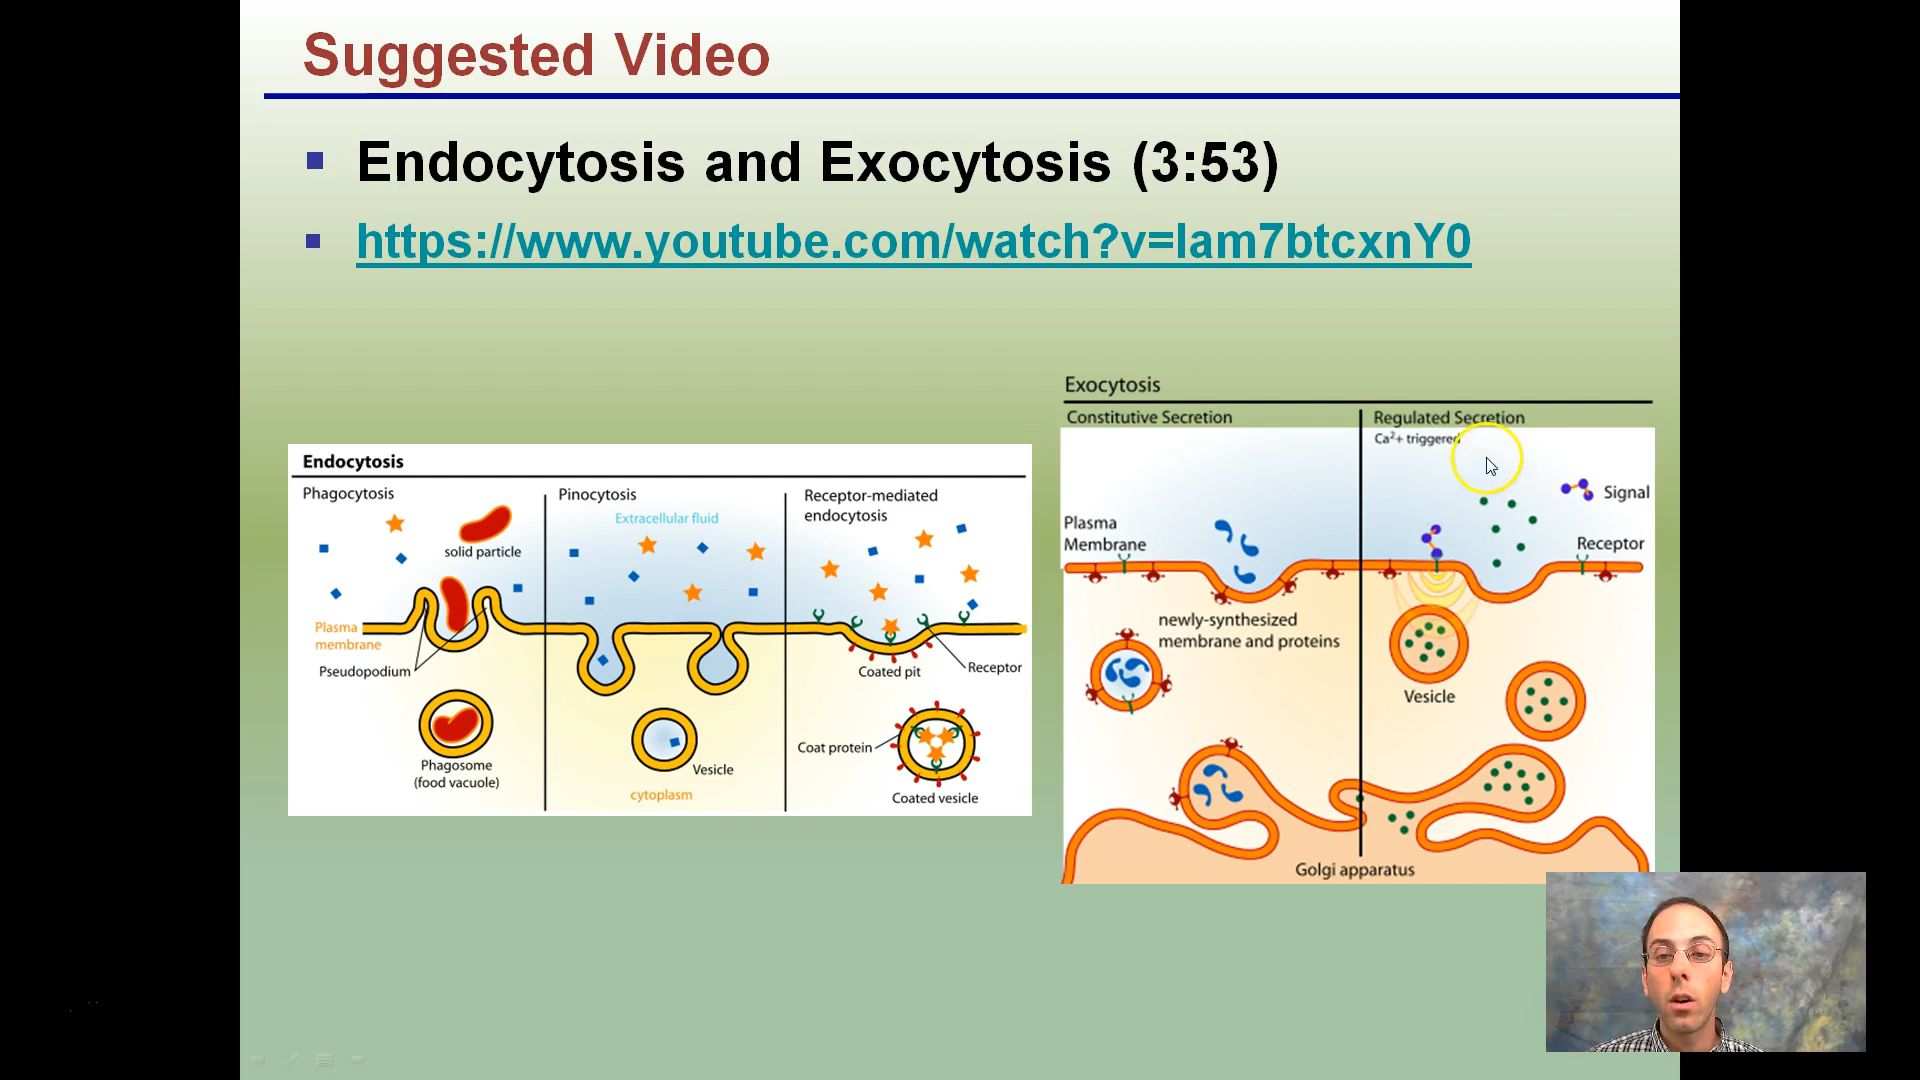 Suggested Video
Endocytosis and Exocytosis (3:53)
https://www.youtube.com/watch?v=Iam7btcxnY0
Endocytosis
Phagocytosis
solid particle
Plasma
membrane
Pseudopodium
Phagosome
(food vacuole)
Pinocytosis
Extracellular fluid
Vesicle
cytoplasm
Receptor-mediated
endocytosis
Coated pit
Receptor
Coat protein
Coated vesicle
Exocytosis
Constitutive Secretion
Plasma
Membrane
newly-synthesized
membrane and proteins
Regulated Secretion
Ca²+ triggered
Signal
Receptor
Vesicle
Golgi apparatus